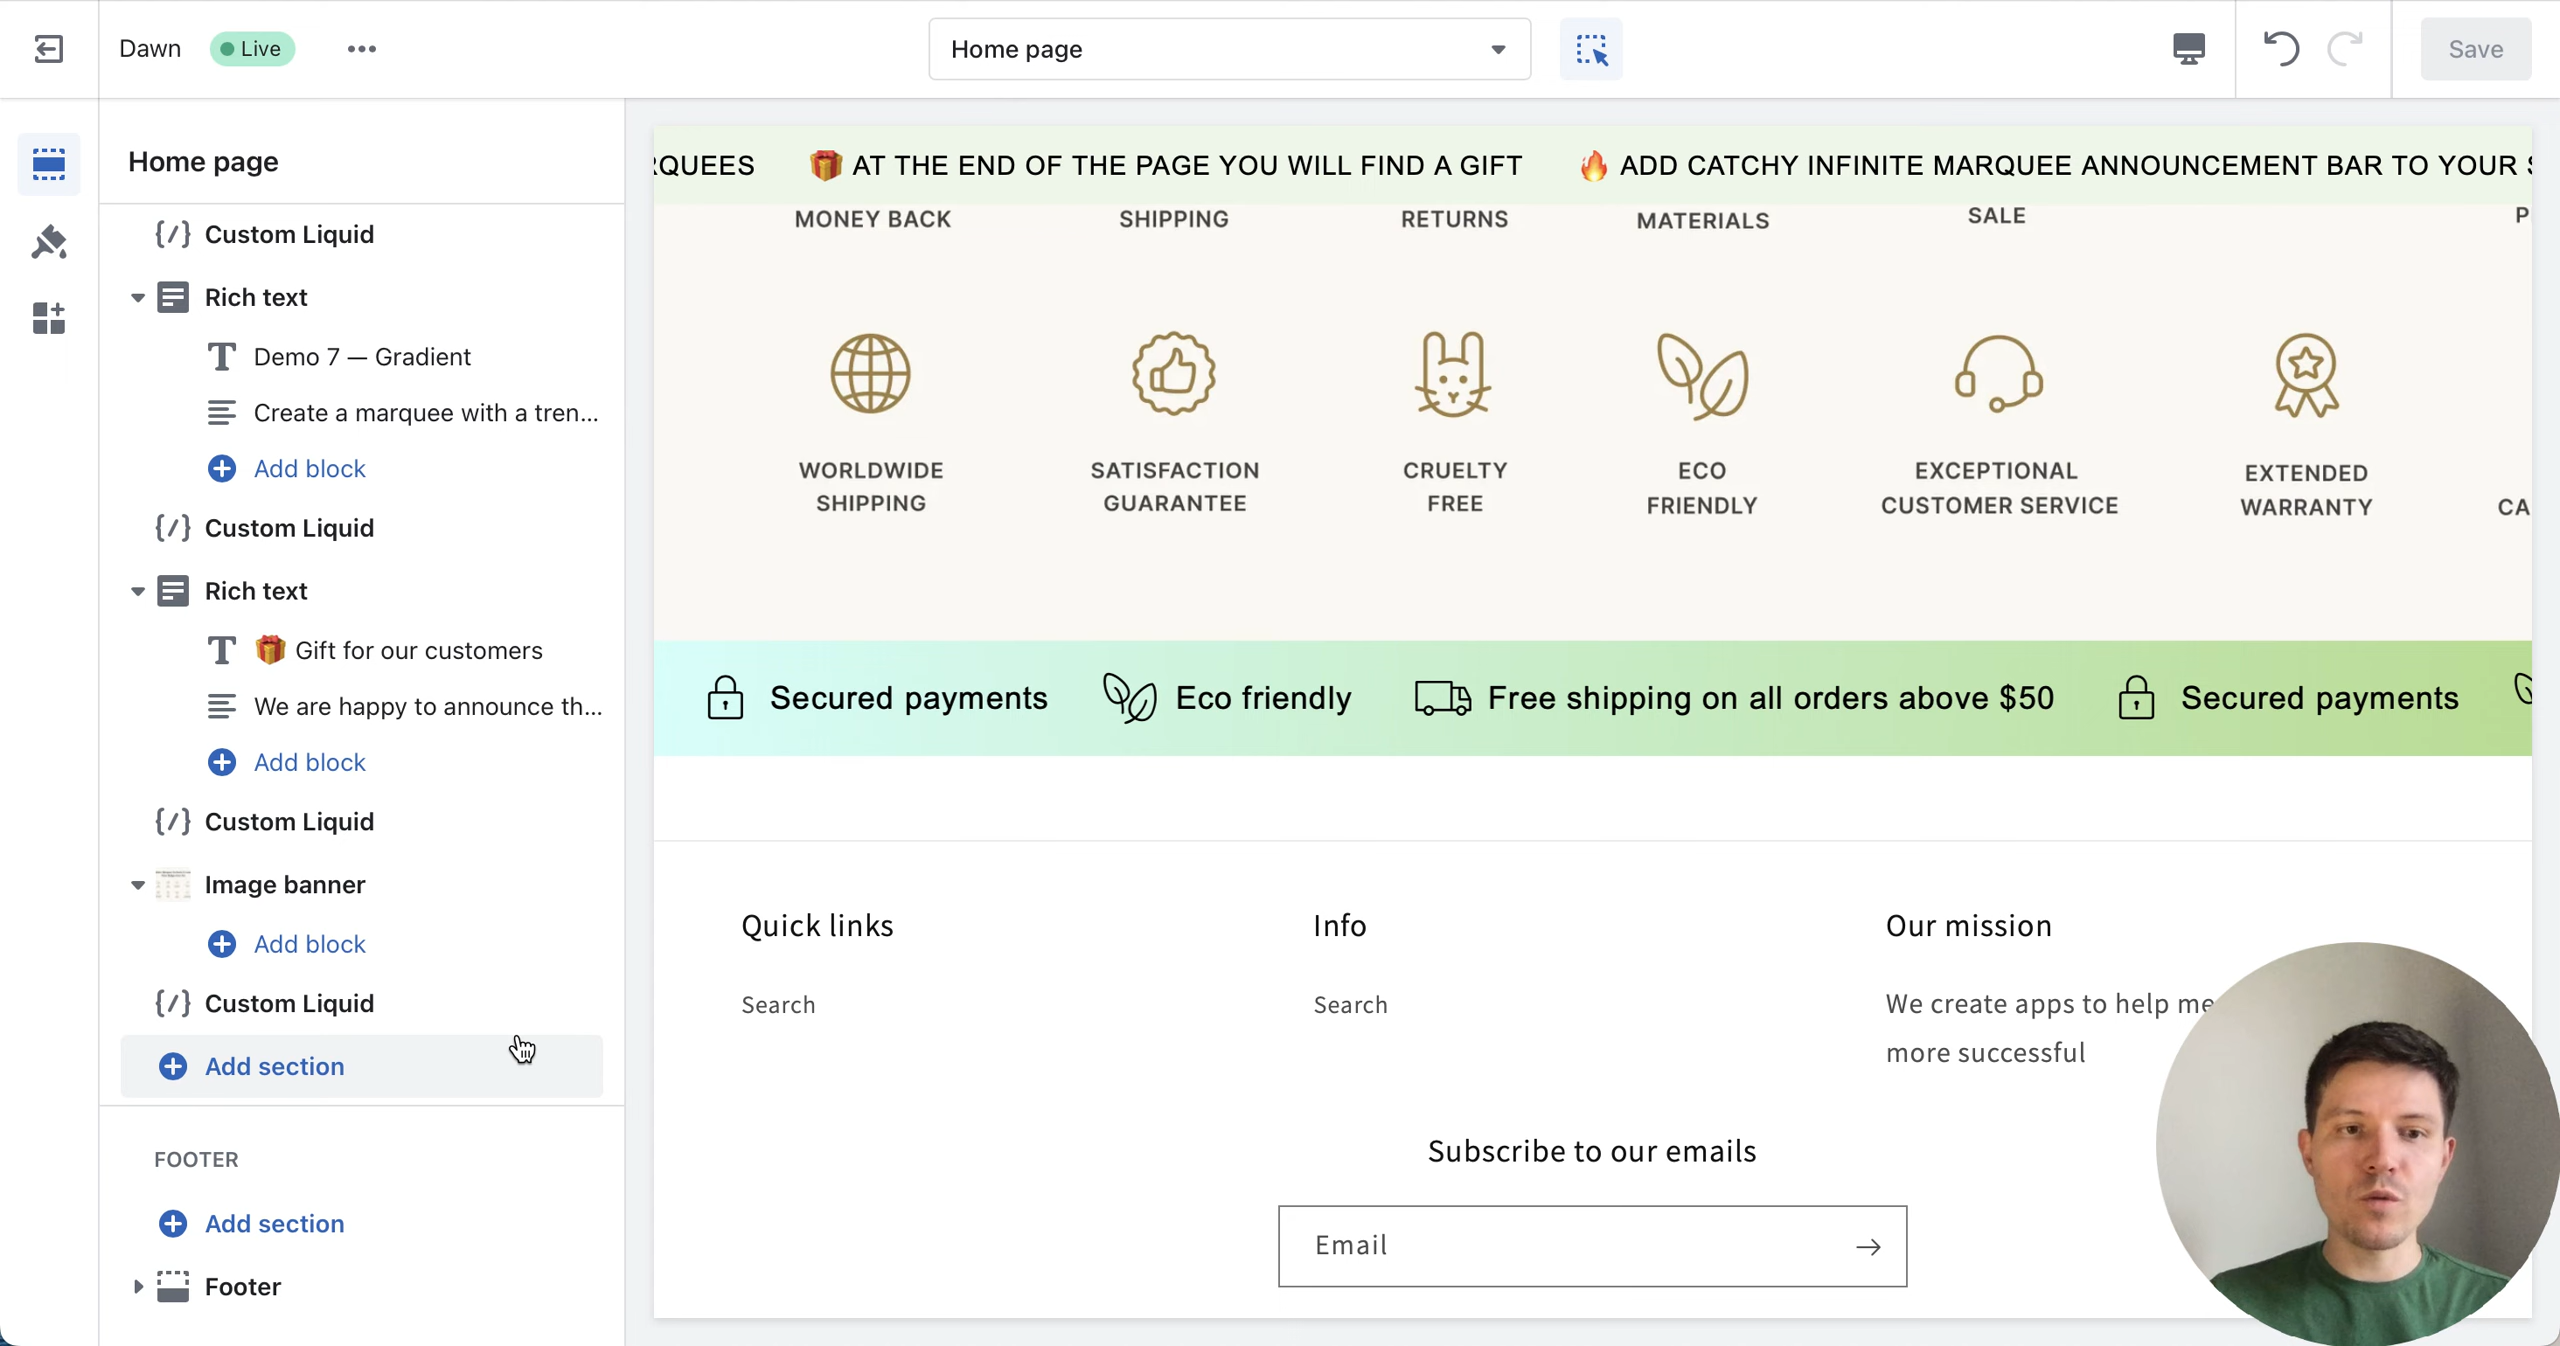 Dawn
Live
Home page
Save
Home page
Custom Liquid
Rich text
Demo 7 — Gradient
Create a marquee with a tren...
Add block
Custom Liquid
Rich text
🎁 Gift for our customers
We are happy to announce th...
Add block
Custom Liquid
Image banner
Add block
Custom Liquid
Add section
FOOTER
Add section
Footer
RQUEES 🎁 AT THE END OF THE PAGE YOU WILL FIND A GIFT 🔥 ADD CATCHY INFINITE MARQUEE ANNOUNCEMENT BAR TO YOUR S
MONEY BACK
SHIPPING
RETURNS
MATERIALS
SALE
P
WORLDWIDE
SHIPPING
SATISFACTION
GUARANTEE
CRUELTY
FREE
ECO
FRIENDLY
EXCEPTIONAL
CUSTOMER SERVICE
EXTENDED
WARRANTY
CA
Secured payments Eco friendly Free shipping on all orders above $50 Secured payments
Quick links
Search
Info
Search
Our mission
We create apps to help me
more successful
Subscribe to our emails
Email